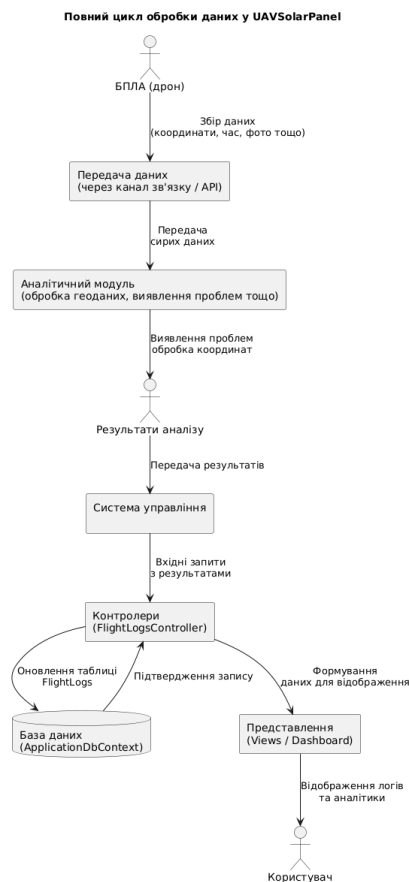 Повний цикл обробки даних у UAVSolarPanel
БПЛА (дрон)
Збір даних
(координати, час, фото тощо)
Передача даних
(через канал зв'язку / API)
Передача
сирих даних
Аналітичний модуль
(обробка геоданих, виявлення проблем тощо)
Виявлення проблем
обробка координат
Результати аналізу
Передача результатів
Система управління
Вхідні запити
з результатами
Контролери
(FlightLogsController)
Оновлення таблиці
FlightLogs
Підтвердження запису
Формування
даних для відображення
База даних
(ApplicationDbContext)
Представлення
(Views / Dashboard)
Відображення логів
та аналітики
Користувач